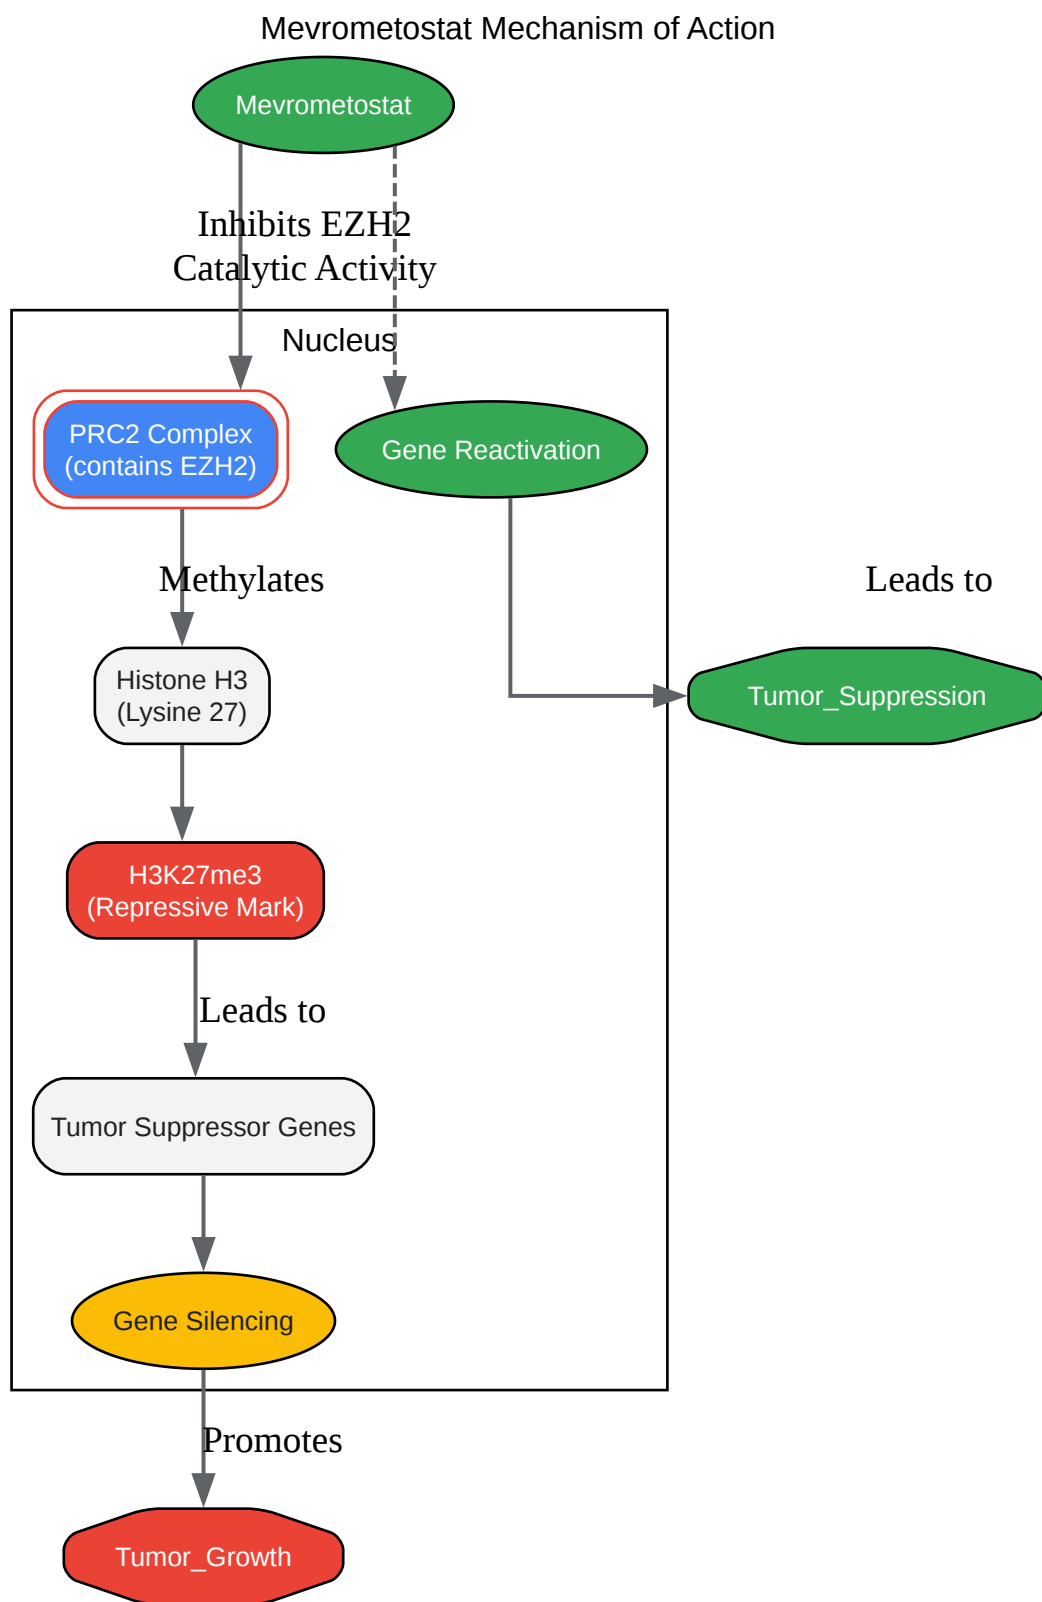 Mevrometostat Mechanism of Action
Mevrometostat
Inhibits EZH2
Catalytic Activity
Nucleus
PRC2 Complex
(contains EZH2)
Gene Reactivation
Methylates
Leads to
Histone H3
(Lysine 27)
Tumor_Suppression
H3K27me3
(Repressive Mark)
Leads to
Tumor Suppressor Genes
Gene Silencing
Promotes
Tumor_Growth